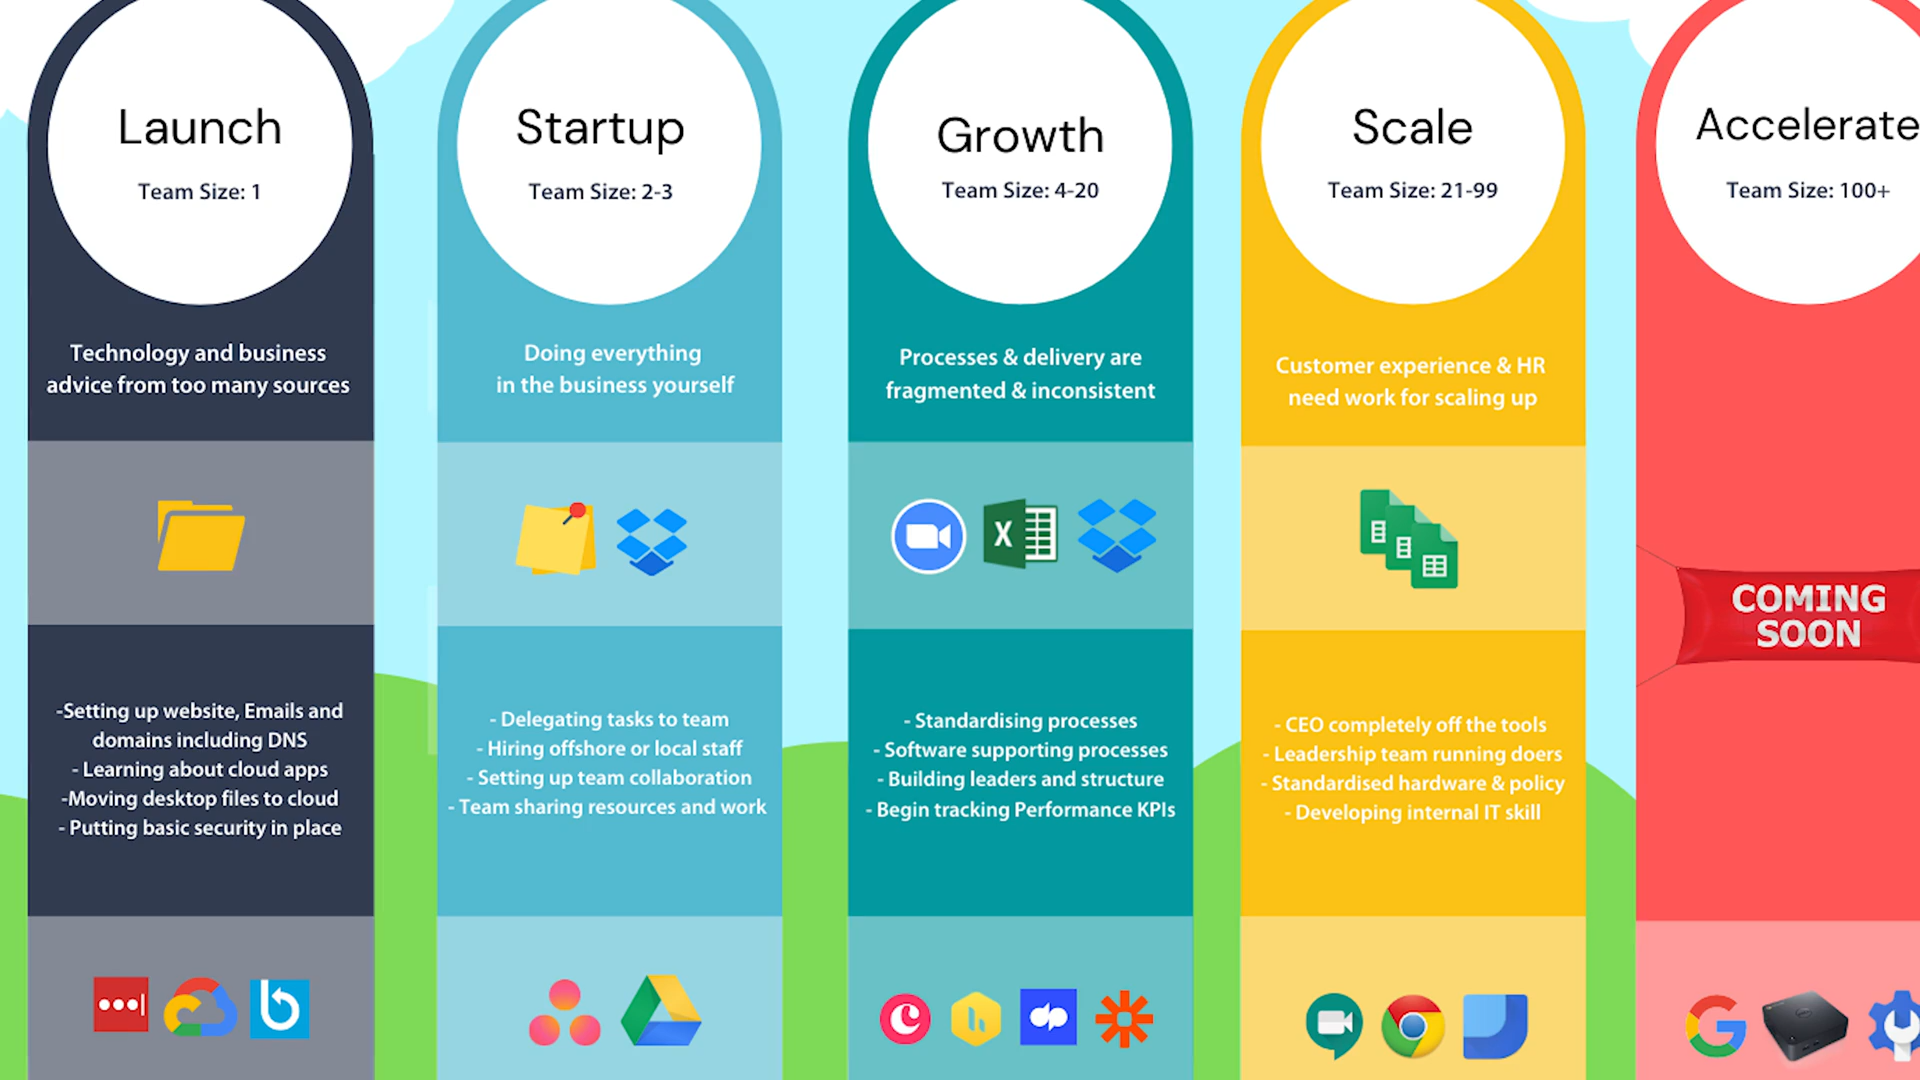 Launch
Team Size: 1
Technology and business
advice from too many sources
-Setting up website, Emails and
domains including DNS
- Learning about cloud apps
-Moving desktop files to cloud
- Putting basic security in place
Startup
Team Size: 2-3
Doing everything
in the business yourself
- Delegating tasks to team
- Hiring offshore or local staff
- Setting up team collaboration
- Team sharing resources and work
Growth
Team Size: 4-20
Processes & delivery are
fragmented & inconsistent
X
- Standardising processes
- Software supporting processes
- Building leaders and structure
- Begin tracking Performance KPIs
Scale
Team Size: 21-99
Customer experience & HR
need work for scaling up
- CEO completely off the tools
- Leadership team running doers
- Standardised hardware & policy
- Developing internal IT skill
Accelerate
Team Size: 100+
COMING
SOON